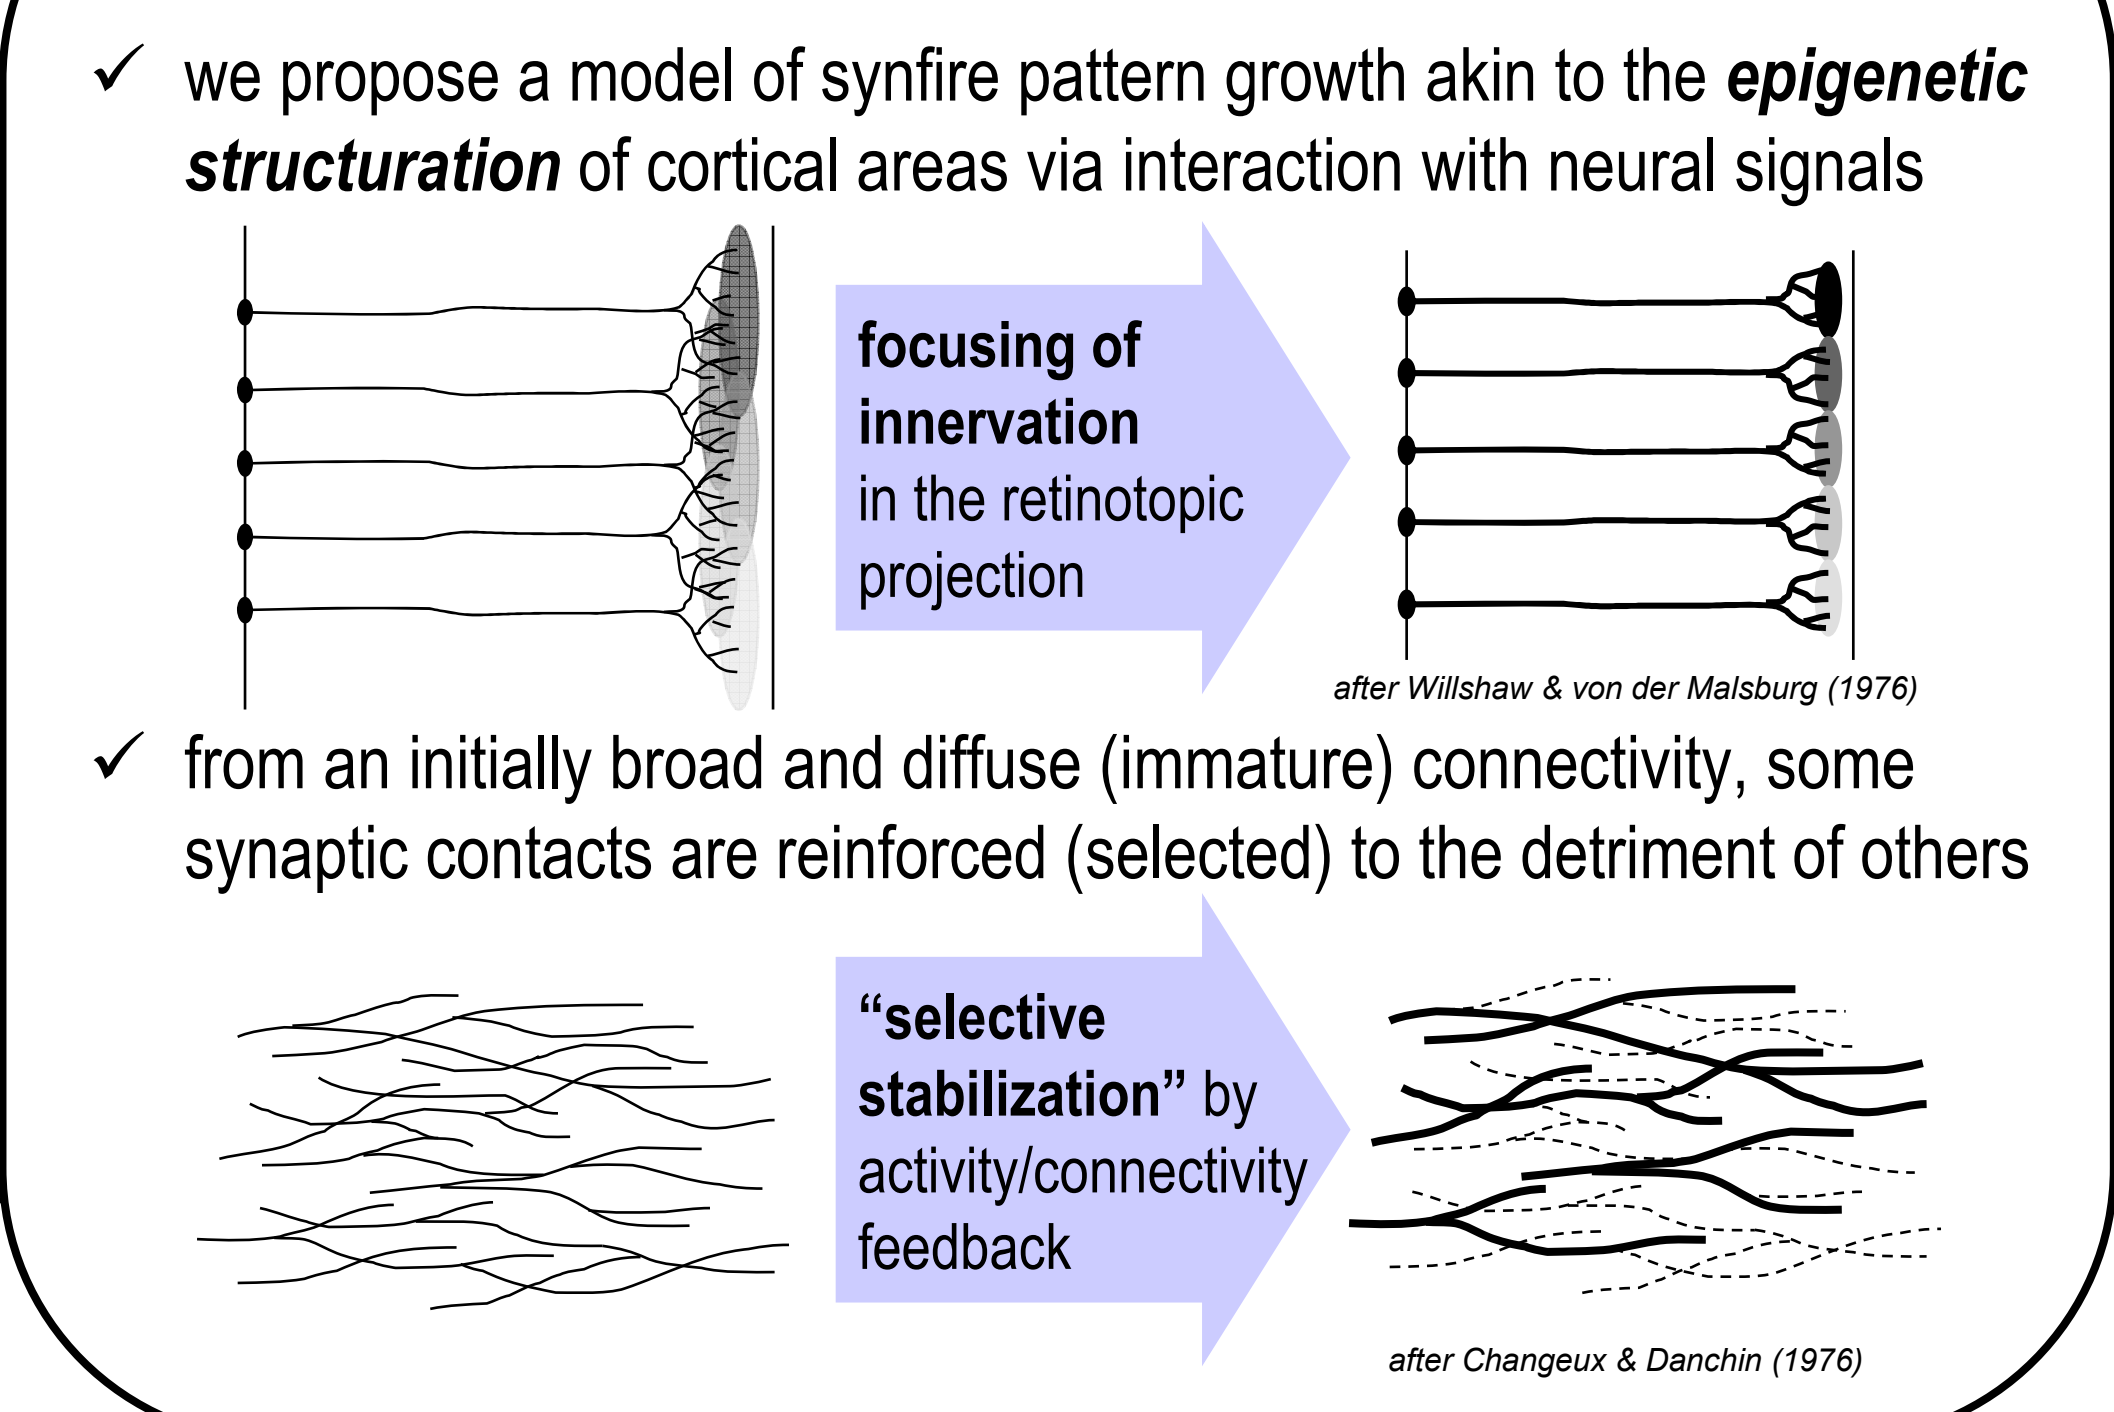 ✓ we propose a model of synfire pattern growth akin to the epigenetic
structuration of cortical areas via interaction with neural signals
focusing of
innervation
in the retinotopic
projection
after Willshaw & von der Malsburg (1976)
✓ from an initially broad and diffuse (immature) connectivity, some
synaptic contacts are reinforced (selected) to the detriment of others
“selective
stabilization” by
activity/connectivity
feedback
after Changeux & Danchin (1976)